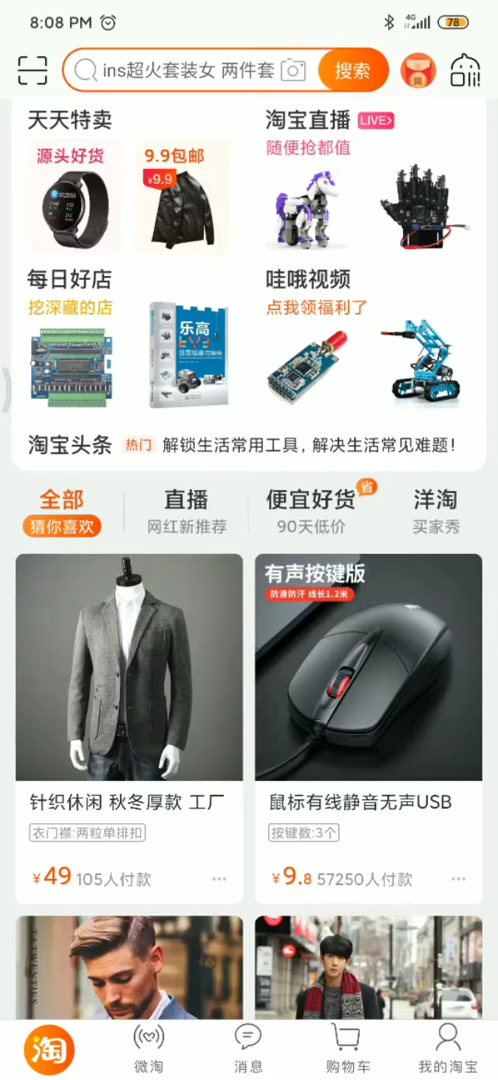 8:08 PM
4G
78
ins超火套装女 两件套
搜索
天天特卖
淘宝直播 LIVE>
随便抢都值
源头好货
9.9包邮
¥9.9
每日好店
哇哦视频
挖深藏的店
点我领福利了
乐高
EV3
淘宝头条 热门 解锁生活常用工具，解决生活常见难题！
全部 直播 便宜好货 省 洋淘
猜你喜欢 网红新推荐 90天低价 买家秀
有声按键版
防滑防汗 线长1.2米
针织休闲 秋冬厚款 工厂
鼠标有线静音无声USB
衣门襟:两粒单排扣
按键数:3个
¥49 105人付款
¥9.8 57250人付款
淘
微淘 消息 购物车 我的淘宝